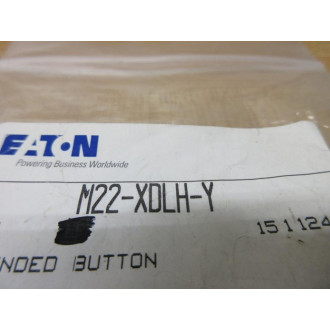 EATON
Powering Business Worldwide
M22-XDLH-Y
151124
NDED BUTTON